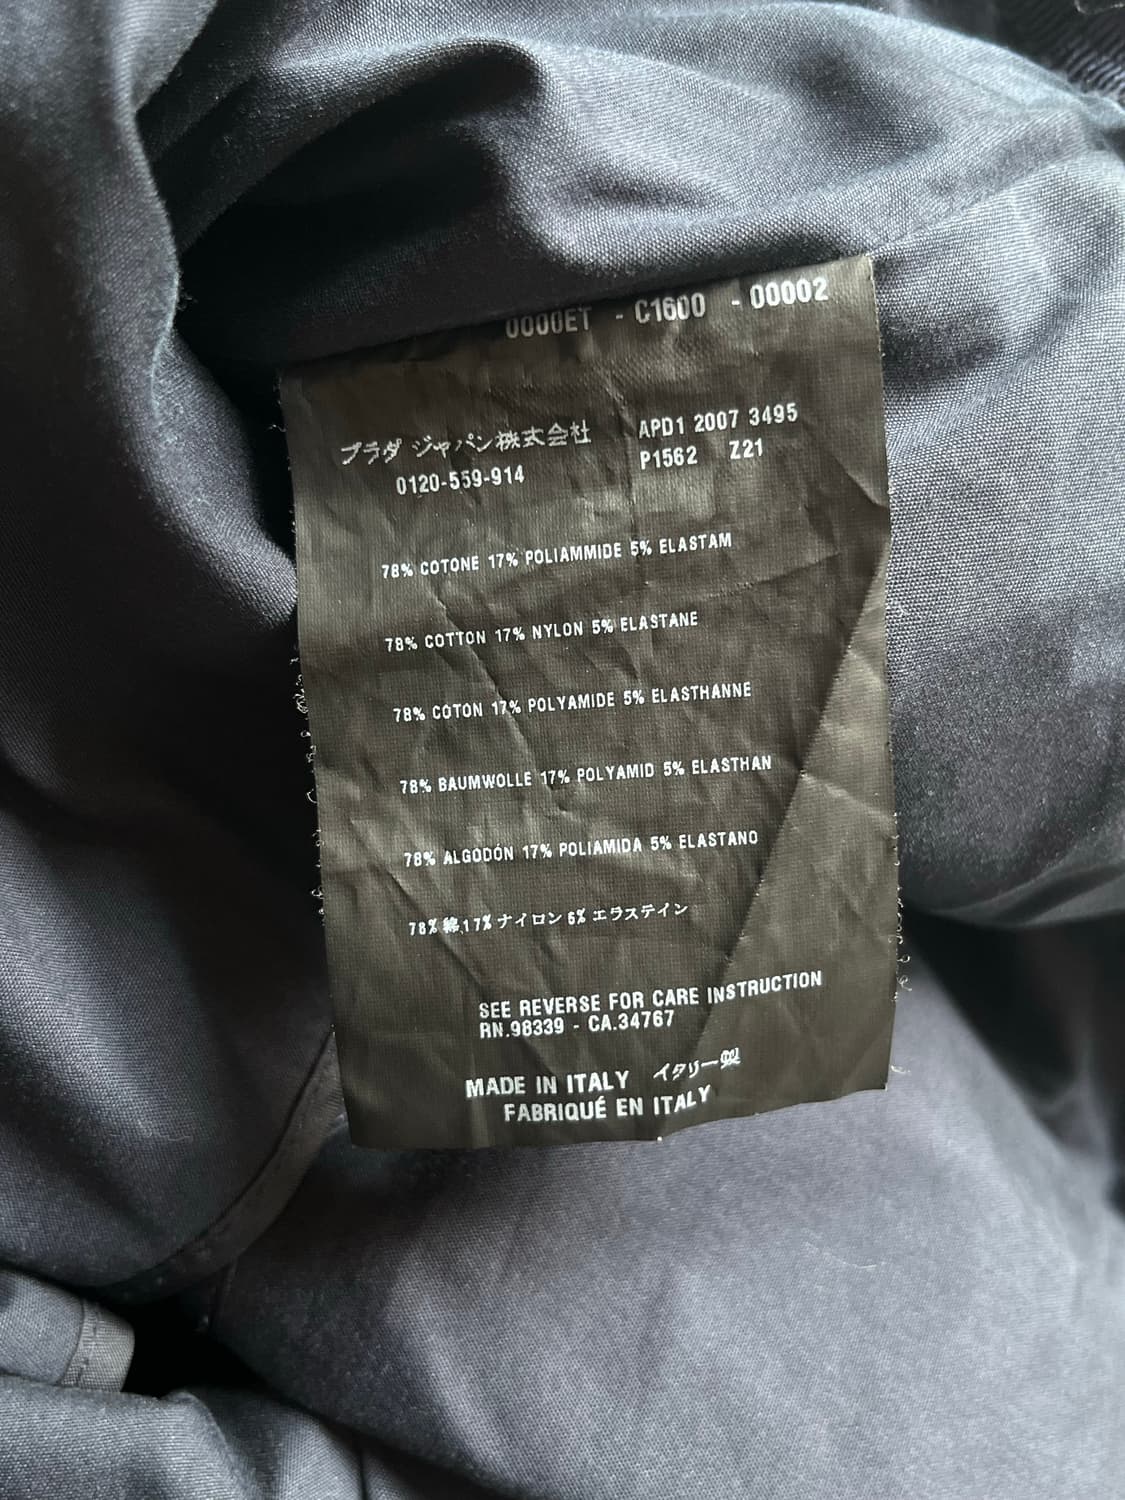 0000ET - C1600 - 00002
プラダ ジャパン株式会社
0120-559-914
APD1 2007 3495
P1562 Z21
78% COTONE 17% POLIAMMIDE 5% ELASTAM
78% COTTON 17% NYLON 5% ELASTANE
78% COTON 17% POLYAMIDE 5% ELASTHANNE
78% BAUMWOLLE 17% POLYAMID 5% ELASTHAN
78% ALGODÓN 17% POLIAMIDA 5% ELASTANO
78% 綿,17% ナイロン 5% エラステイン
SEE REVERSE FOR CARE INSTRUCTION
RN.98339 - CA.34767
MADE IN ITALY イタリー製
FABRIQUÉ EN ITALY